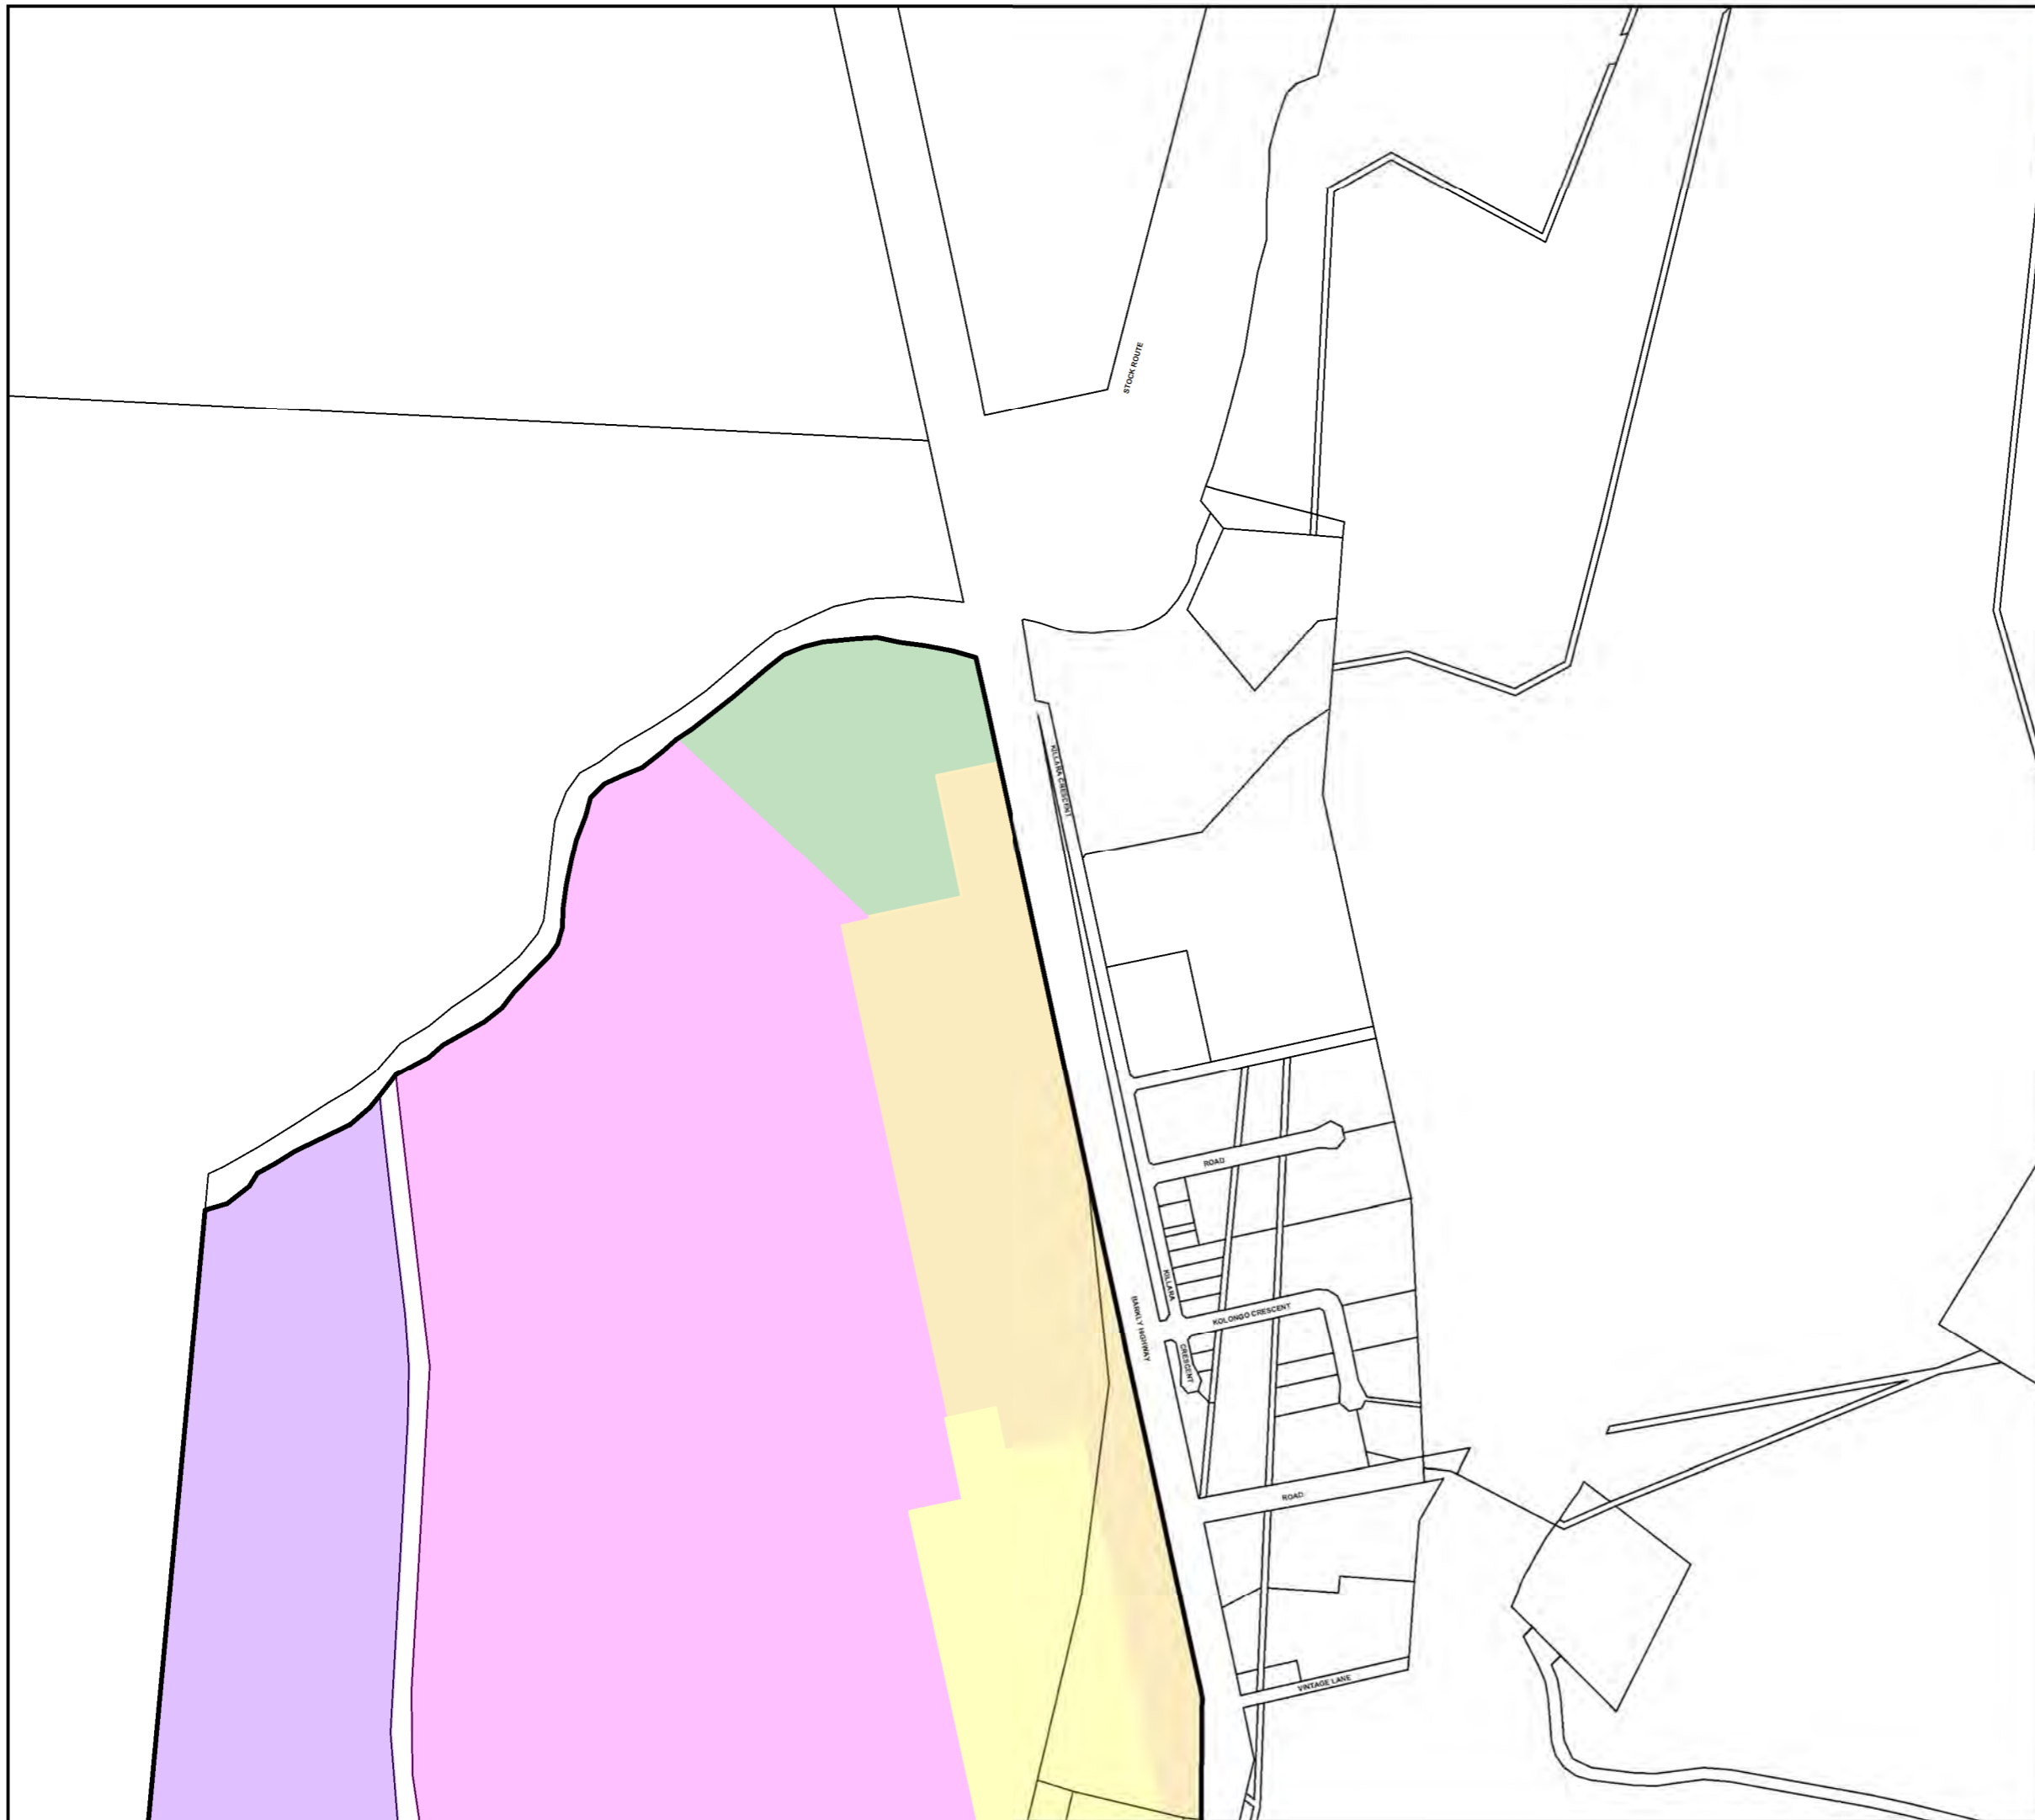 STOCK ROUTE
KILLARA CRESCENT
ROAD
KILLARA
KOLONGO CRESCENT
BARKLY HIGHWAY
CRESCENT
ROAD
VINTAGE LANE